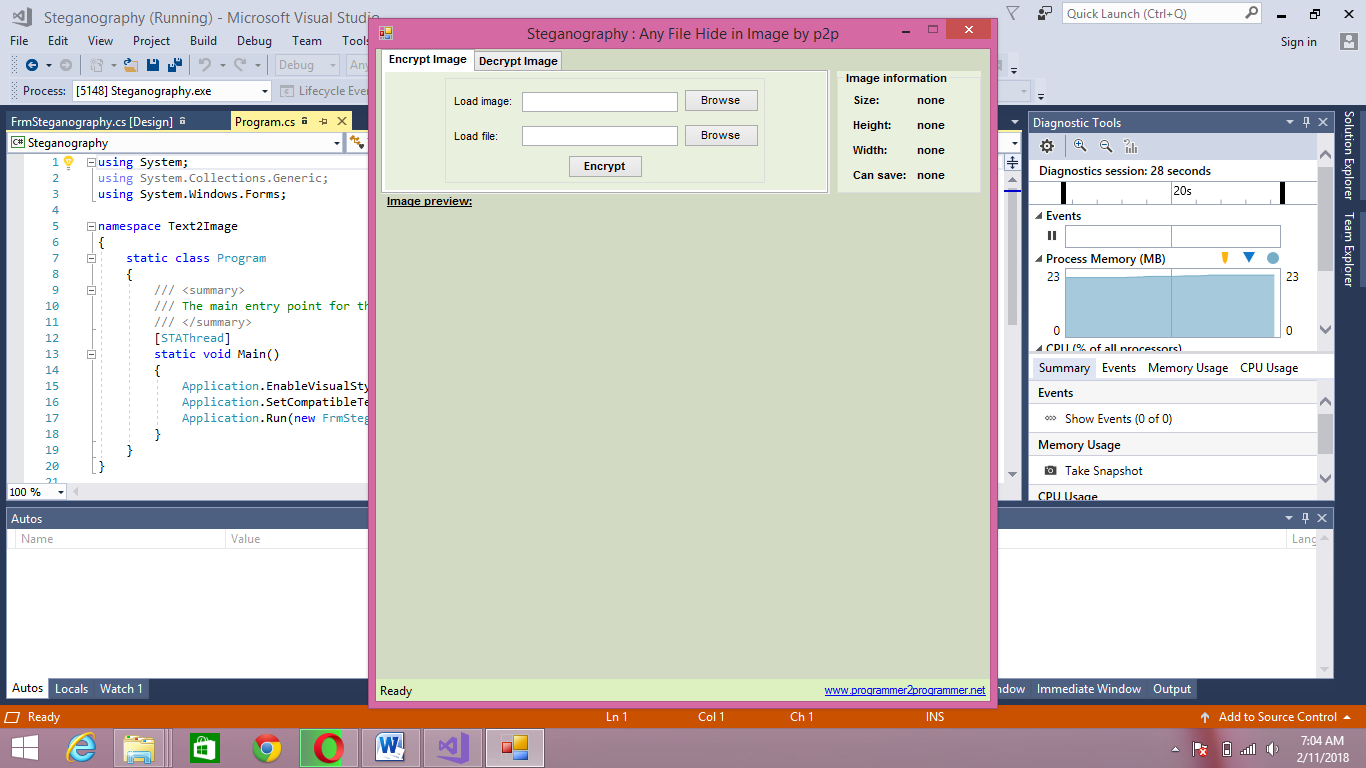 Steganography (Running) - Microsoft Visual Studio
Quick Launch (Ctrl+Q)
File Edit View Project Build Debug Team Tools
Sign in
Debug Any
Process: [5148] Steganography.exe Lifecycle
FrmSteganography.cs [Design] Program.cs
C# Steganography
1 using System;
2 using System.Collections.Generic;
3 using System.Windows.Forms;
4
5 namespace Text2Image
6 {
7 static class Program
8 {
9 /// <summary>
10 /// The main entry point for th
11 /// </summary>
12 [STAThread]
13 static void Main()
14 {
15 Application.EnableVisualSty
16 Application.SetCompatibleTe
17 Application.Run(new FrmSteg
18 }
19 }
20 }
21
100 %
Steganography : Any File Hide in Image by p2p
Encrypt Image Decrypt Image
Load image: Browse
Load file: Browse
Encrypt
Image information
Size: none
Height: none
Width: none
Can save: none
Image preview:
Ready www.programmer2programmer.net
Diagnostic Tools
Diagnostics session: 28 seconds
20s
Events
Process Memory (MB)
23 23
0 0
CPU (% of all processors)
Summary Events Memory Usage CPU Usage
Events
Show Events (0 of 0)
Memory Usage
Take Snapshot
CPU Usage
Solution Explorer
Team Explorer
Autos
Name Value
Lang
Autos Locals Watch 1
ndow Immediate Window Output
Ready Ln 1 Col 1 Ch 1 INS Add to Source Control
7:04 AM
2/11/2018